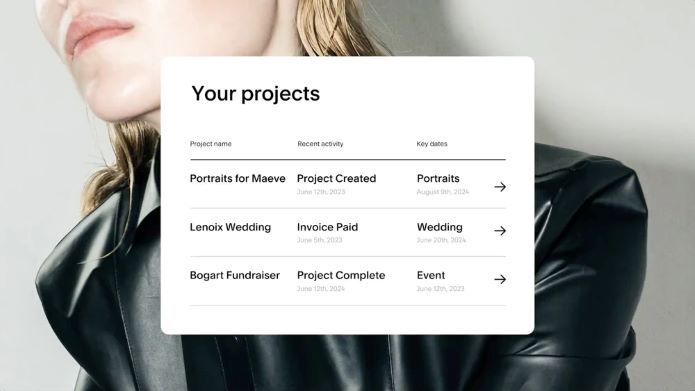 Your projects
Project name Recent activity Key dates
Portraits for Maeve Project Created Portraits
June 12th, 2023 August 9th, 2024
Lenoix Wedding Invoice Paid Wedding
June 5th, 2023 June 20th, 2024
Bogart Fundraiser Project Complete Event
June 12th, 2024 June 12th, 2023